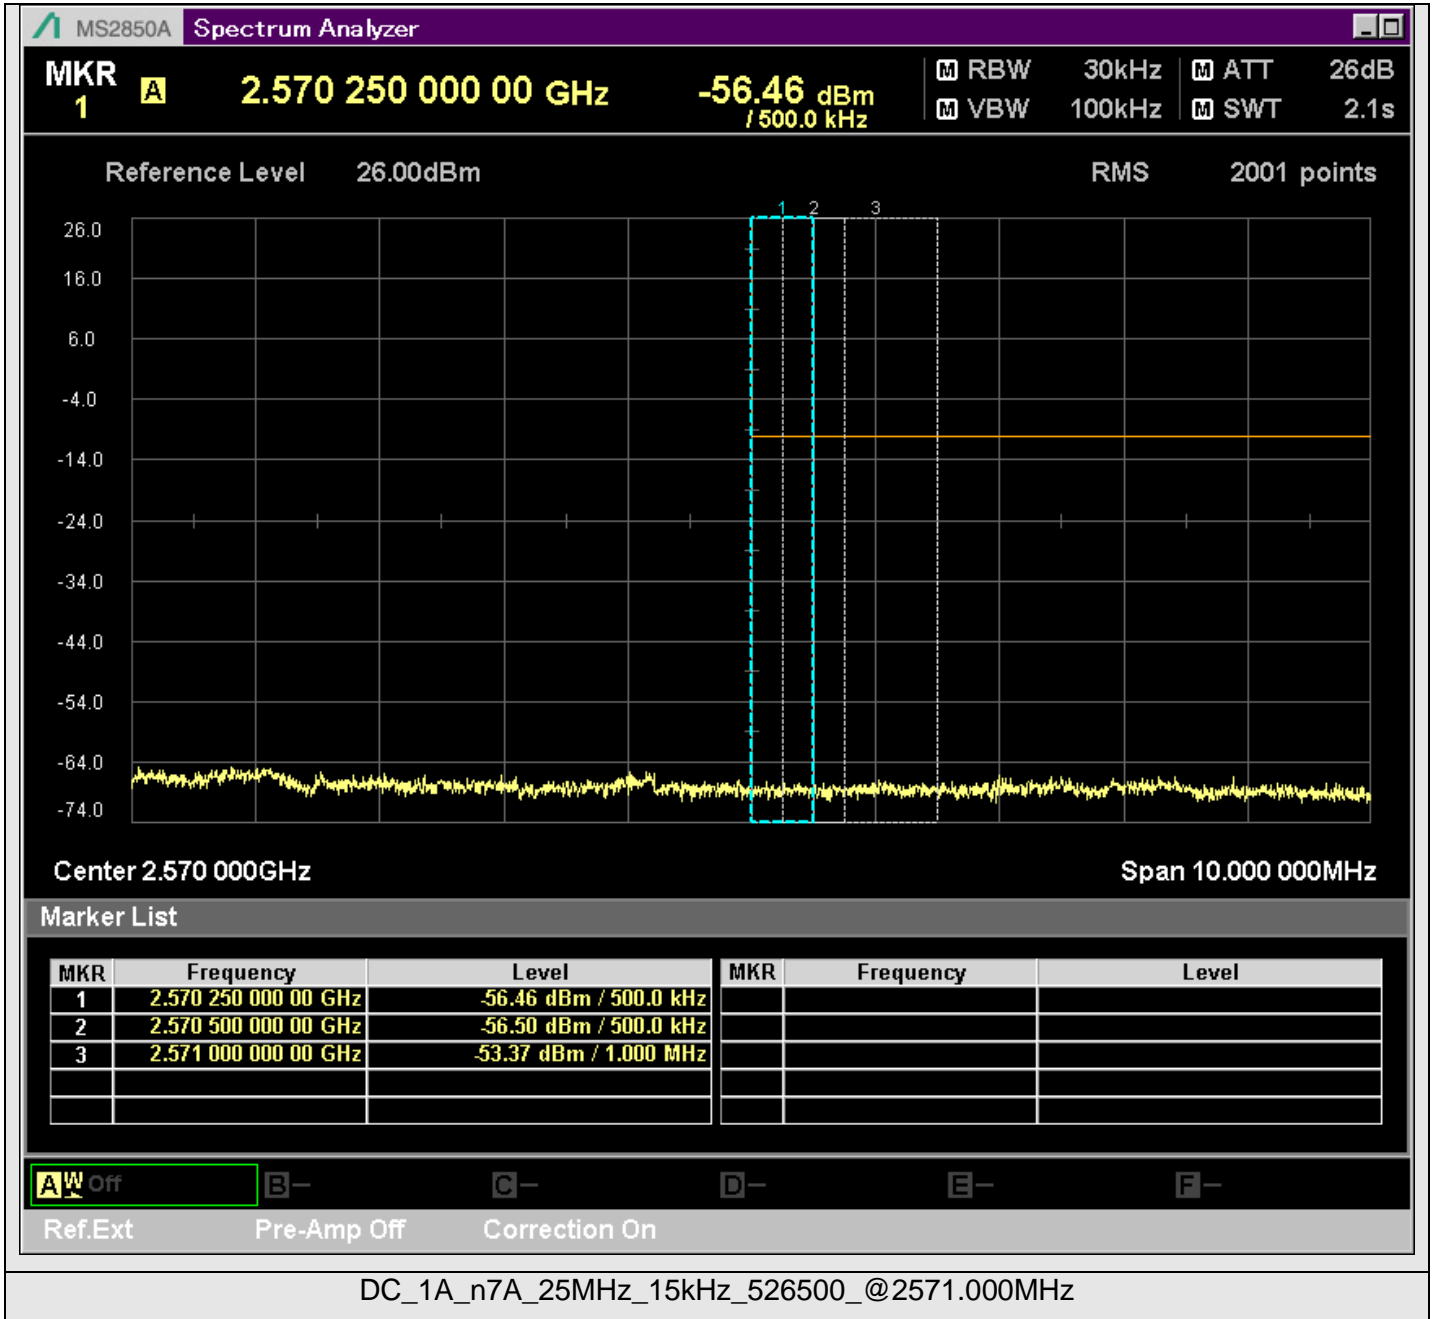 MS2850A Spectrum Analyzer
MKR 1 A 2.570 250 000 00 GHz -56.46 dBm / 500.0 kHz
M RBW 30kHz M ATT 26dB
M VBW 100kHz M SWT 2.1s
Reference Level 26.00dBm RMS 2001 points
1 2 3
26.0
16.0
6.0
-4.0
-14.0
-24.0
-34.0
-44.0
-54.0
-64.0
-74.0
Center 2.570 000GHz Span 10.000 000MHz
Marker List
MKR Frequency Level MKR Frequency Level
1 2.570 250 000 00 GHz -56.46 dBm / 500.0 kHz
2 2.570 500 000 00 GHz -56.50 dBm / 500.0 kHz
3 2.571 000 000 00 GHz -53.37 dBm / 1.000 MHz
A W Off B – C – D – E – F –
Ref.Ext Pre-Amp Off Correction On
DC_1A_n7A_25MHz_15kHz_526500_@2571.000MHz